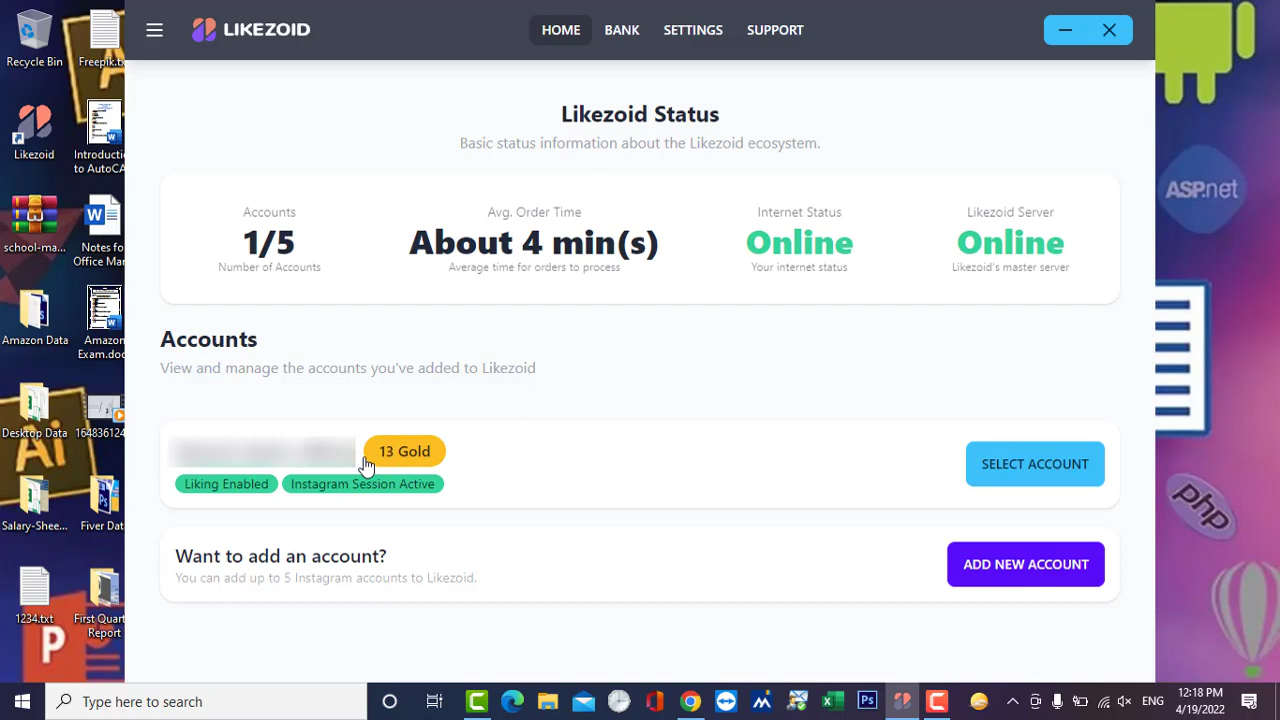 LIKEZOID
HOME
BANK
SETTINGS
SUPPORT
Likezoid Status
Basic status information about the Likezoid ecosystem.
Accounts
1/5
Number of Accounts
Avg. Order Time
About 4 min(s)
Average time for orders to process
Internet Status
Online
Your internet status
Likezoid Server
Online
Likezoid's master server
Accounts
View and manage the accounts you've added to Likezoid
13 Gold
Liking Enabled
Instagram Session Active
SELECT ACCOUNT
Want to add an account?
You can add up to 5 Instagram accounts to Likezoid.
ADD NEW ACCOUNT
Recycle Bin
Freepik.tx
Likezoid
Introductio
to AutoCA
school-ma...
Notes for
Office Mar
Amazon Data
Amazon
Exam.doc
Desktop Data
164836124
Salary-Shee...
Fiver Dat
1234.txt
First Quart
Report
Ai
P
ASP.net
php
Type here to search
ENG
12:18 PM
4/19/2022